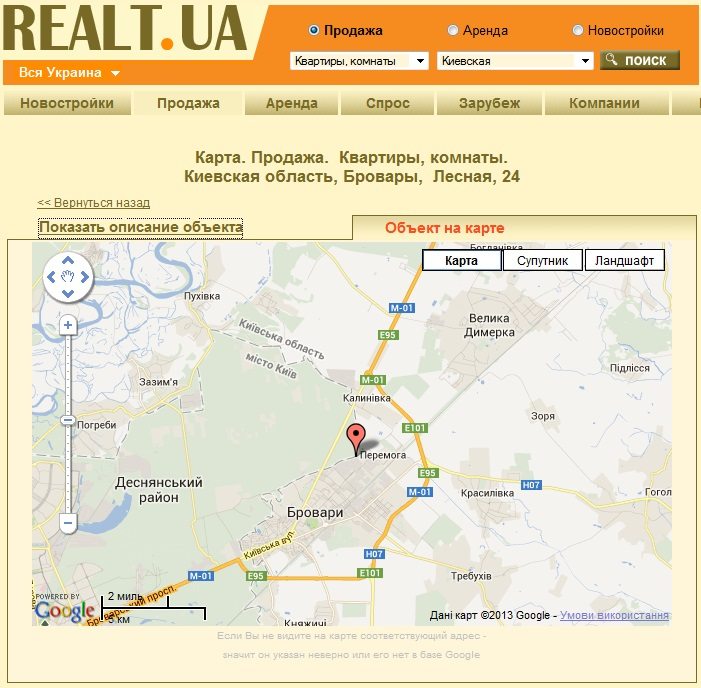 REALT.UA
Продажа Аренда Новостройки
Квартиры, комнаты Киевская ПОИСК
Вся Украина
Новостройки Продажа Аренда Спрос Зарубеж Компании
Карта. Продажа. Квартиры, комнаты.
Киевская область, Бровары, Лесная, 24
<< Вернуться назад
Показать описание объекта
Объект на карте
Богданівка
Карта Супутник Ландшафт
Пухівка
M-01
Велика
Димерка
Київська область
місто Київ
E95
Підлісся
M-01
Зазим'я
Калинівка
Зоря
Погреби
E101
Перемога
E95
Деснянський
район
H07
M-01
Красилівка
Гогол
Бровари
Київська вул.
H07
M-01 E95 E101
Требухів
Броварський просп.
POWERED BY
Google
2 миль
3 км
Княжичі
Дані карт ©2013 Google - Умови використання
Если Вы не видите на карте соответствующий адрес -
значит он указан неверно или его нет в базе Google